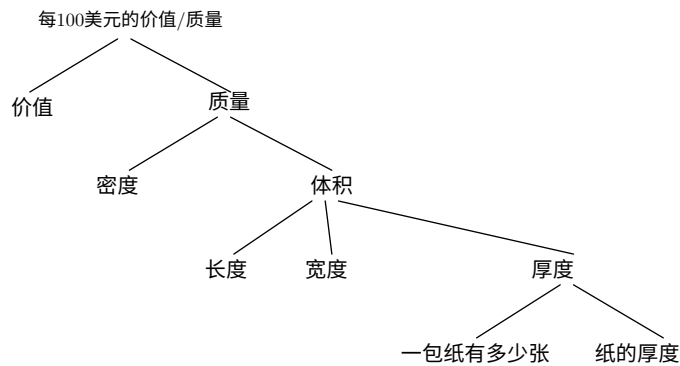 每100美元的价值/质量
价值
质量
密度
体积
长度
宽度
厚度
一包纸有多少张
纸的厚度